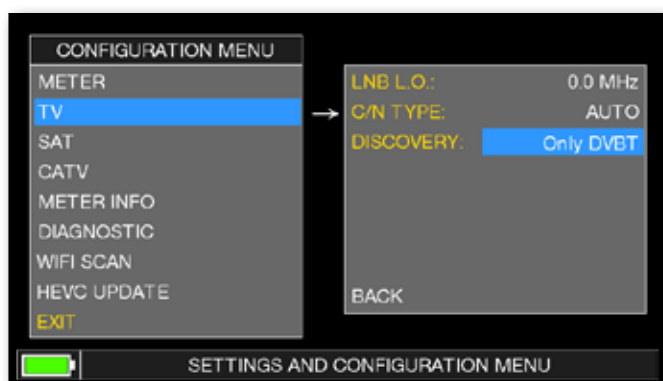 CONFIGURATION MENU
METER
TV
SAT
CATV
METER INFO
DIAGNOSTIC
WIFI SCAN
HEVC UPDATE
EXIT
LNB L.O.: 0.0 MHz
C/N TYPE: AUTO
DISCOVERY: Only DVBT
BACK
SETTINGS AND CONFIGURATION MENU